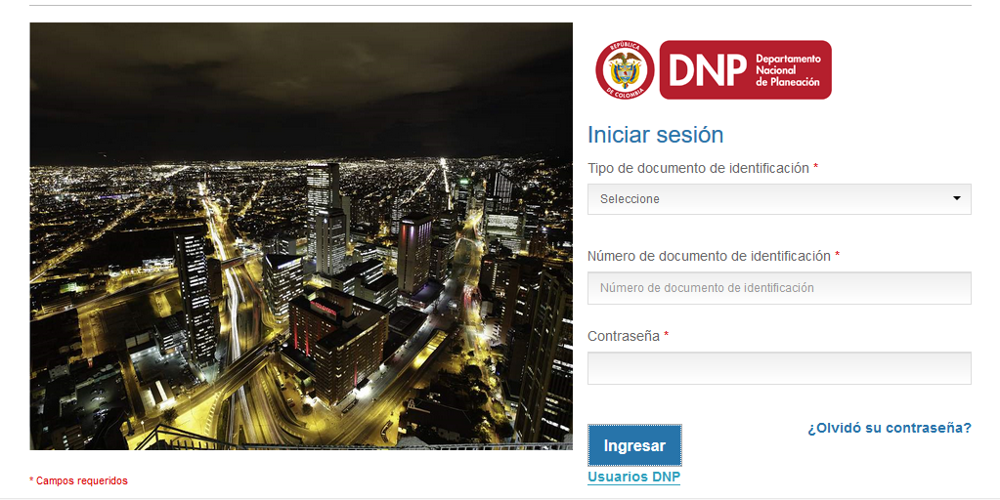 REPÚBLICA
DE COLOMBIA
DNP
Departamento
Nacional
de Planeación
Iniciar sesión
Tipo de documento de identificación *
Seleccione
Número de documento de identificación *
Número de documento de identificación
Contraseña *
¿Olvidó su contraseña?
Ingresar
Usuarios DNP
* Campos requeridos